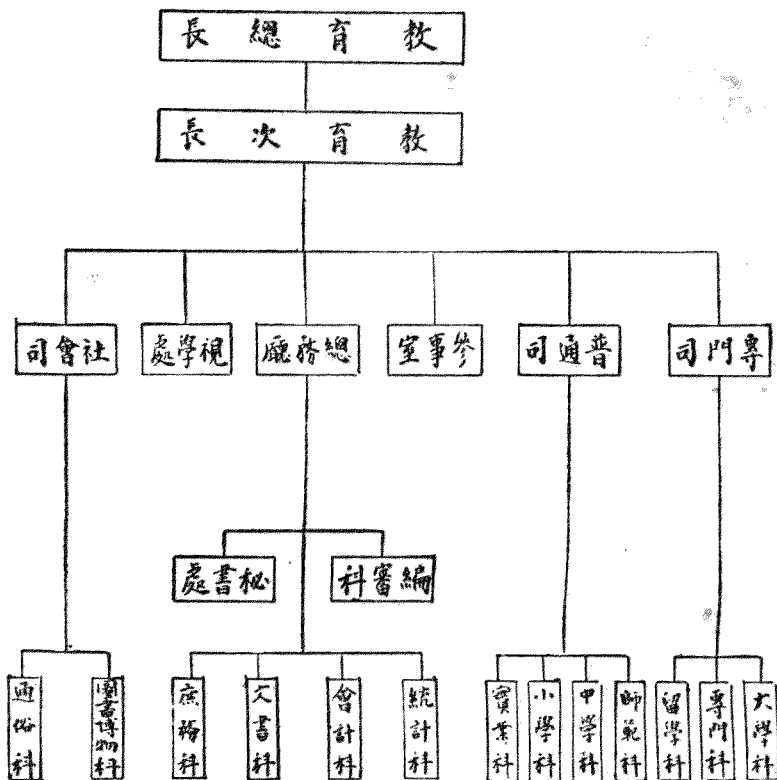 教育總長
教育次長
專門司
普通司
參事室
總務廳
視學處
社會司
編審科
秘書處
大學科
專門科
留學科
師範科
中學科
小學科
實業科
統計科
會計科
文書科
庶務科
圖書博物科
通俗科